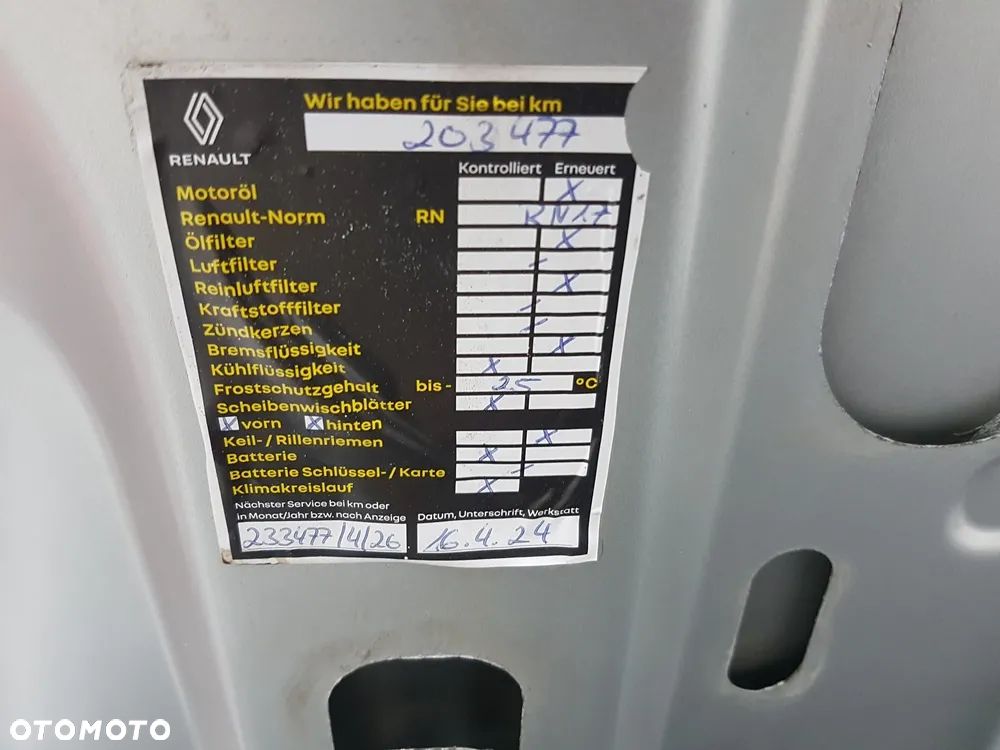 Wir haben für Sie bei km
203 477
RENAULT
Kontrolliert Erneuert
Motoröl X
Renault-Norm RN RN17
Ölfilter X
Luftfilter -
Reinluftfilter X
Kraftstofffilter -
Zündkerzen -
Bremsflüssigkeit X
Kühlflüssigkeit X
Frostschutzgehalt bis - 25 °C
Scheibenwischblätter X
X vorn X hinten
Keil-/Rillenriemen X
Batterie X
Batterie Schlüssel-/Karte -
Klimakreislauf X
Nächster Service bei km oder
in Monat/Jahr bzw. nach Anzeige Datum, Unterschrift, Werkstatt
233477/4/26 16.4.24
OTOMOTO